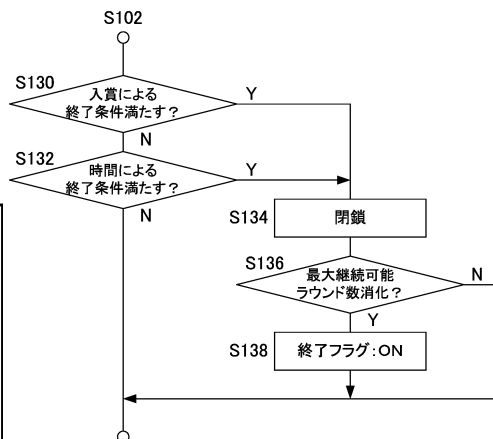 S102
S130
入賞による
終了条件満たす？
Y
N
S132
時間による
終了条件満たす？
Y
N
S134
閉鎖
S136
最大継続可能
ラウンド数消化？
N
Y
S138
終了フラグ：ON